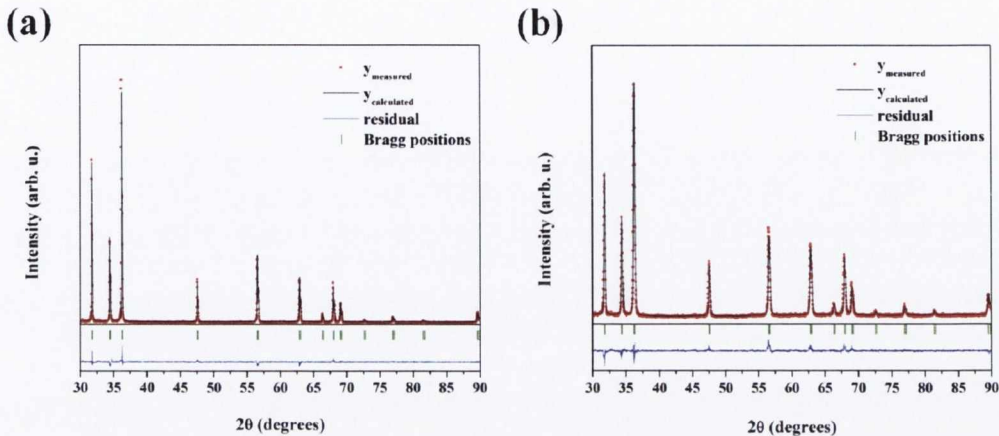 (a)
y measured
y calculated
residual
Bragg positions
Intensity (arb. u.)
30 35 40 45 50 55 60 65 70 75 80 85 90
2θ (degrees)
(b)
y measured
y calculated
residual
Bragg positions
Intensity (arb. u.)
30 35 40 45 50 55 60 65 70 75 80 85 90
2θ (degrees)